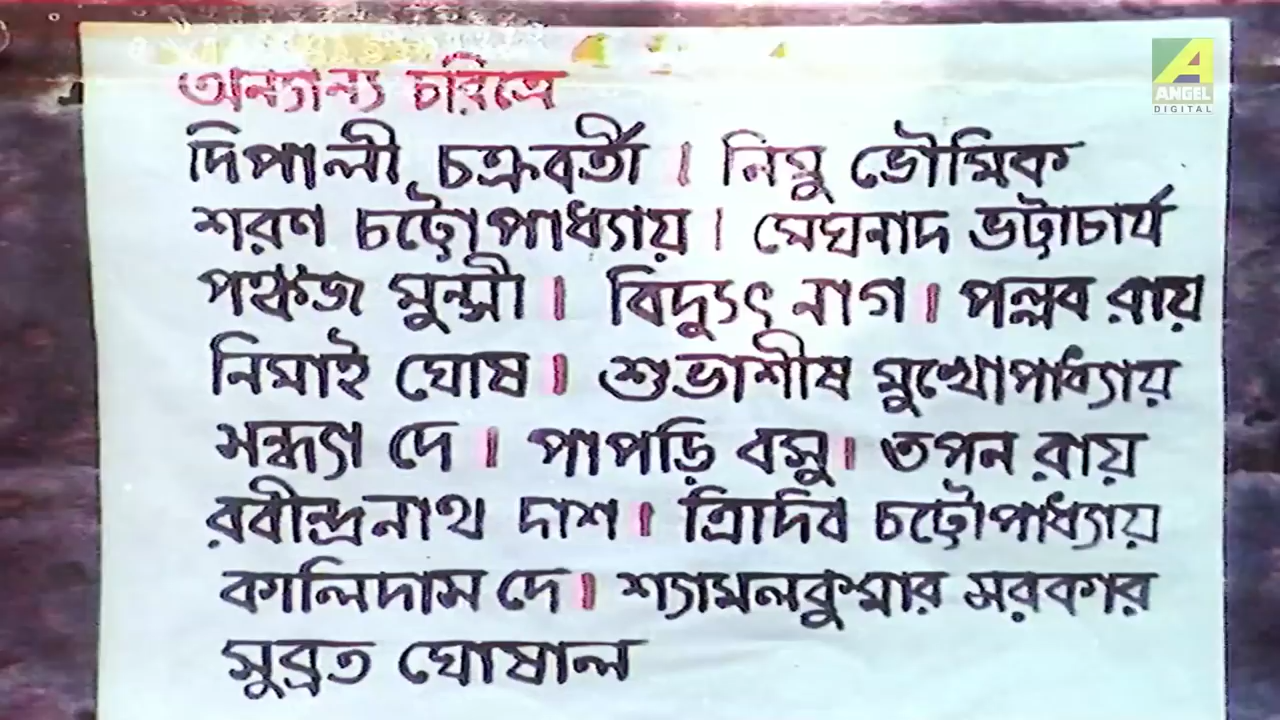 অন্যান্য চরিত্রে
দিপালী চক্রবর্তী । নিমু ভৌমিক
শরণ চট্টোপাধ্যায় । মেঘনাদ ভট্টাচার্য
পঙ্কজ মুন্সী । বিদ্যুৎ নাগ । পল্লব রায়
নিমাই ঘোষ । শুভাশীষ মুখোপাধ্যায়
সন্ধ্যা দে । পাপড়ি বসু । তপন রায়
রবীন্দ্রনাথ দাশ । ত্রিদিব চট্টোপাধ্যায়
কালিদাস দে । শ্যামলকুমার সরকার
সুব্রত ঘোষাল
ANGEL
DIGITAL